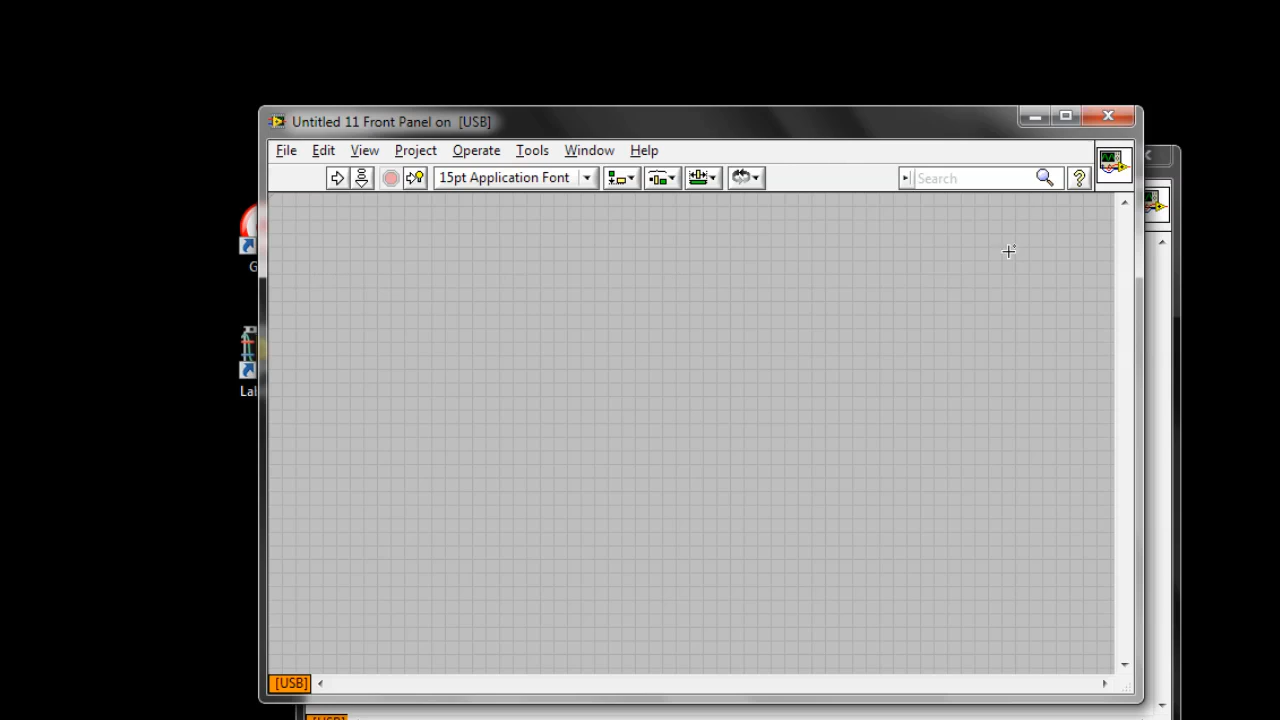 Untitled 11 Front Panel on [USB]
File Edit View Project Operate Tools Window Help
15pt Application Font Search ?
G
Lal
[USB]